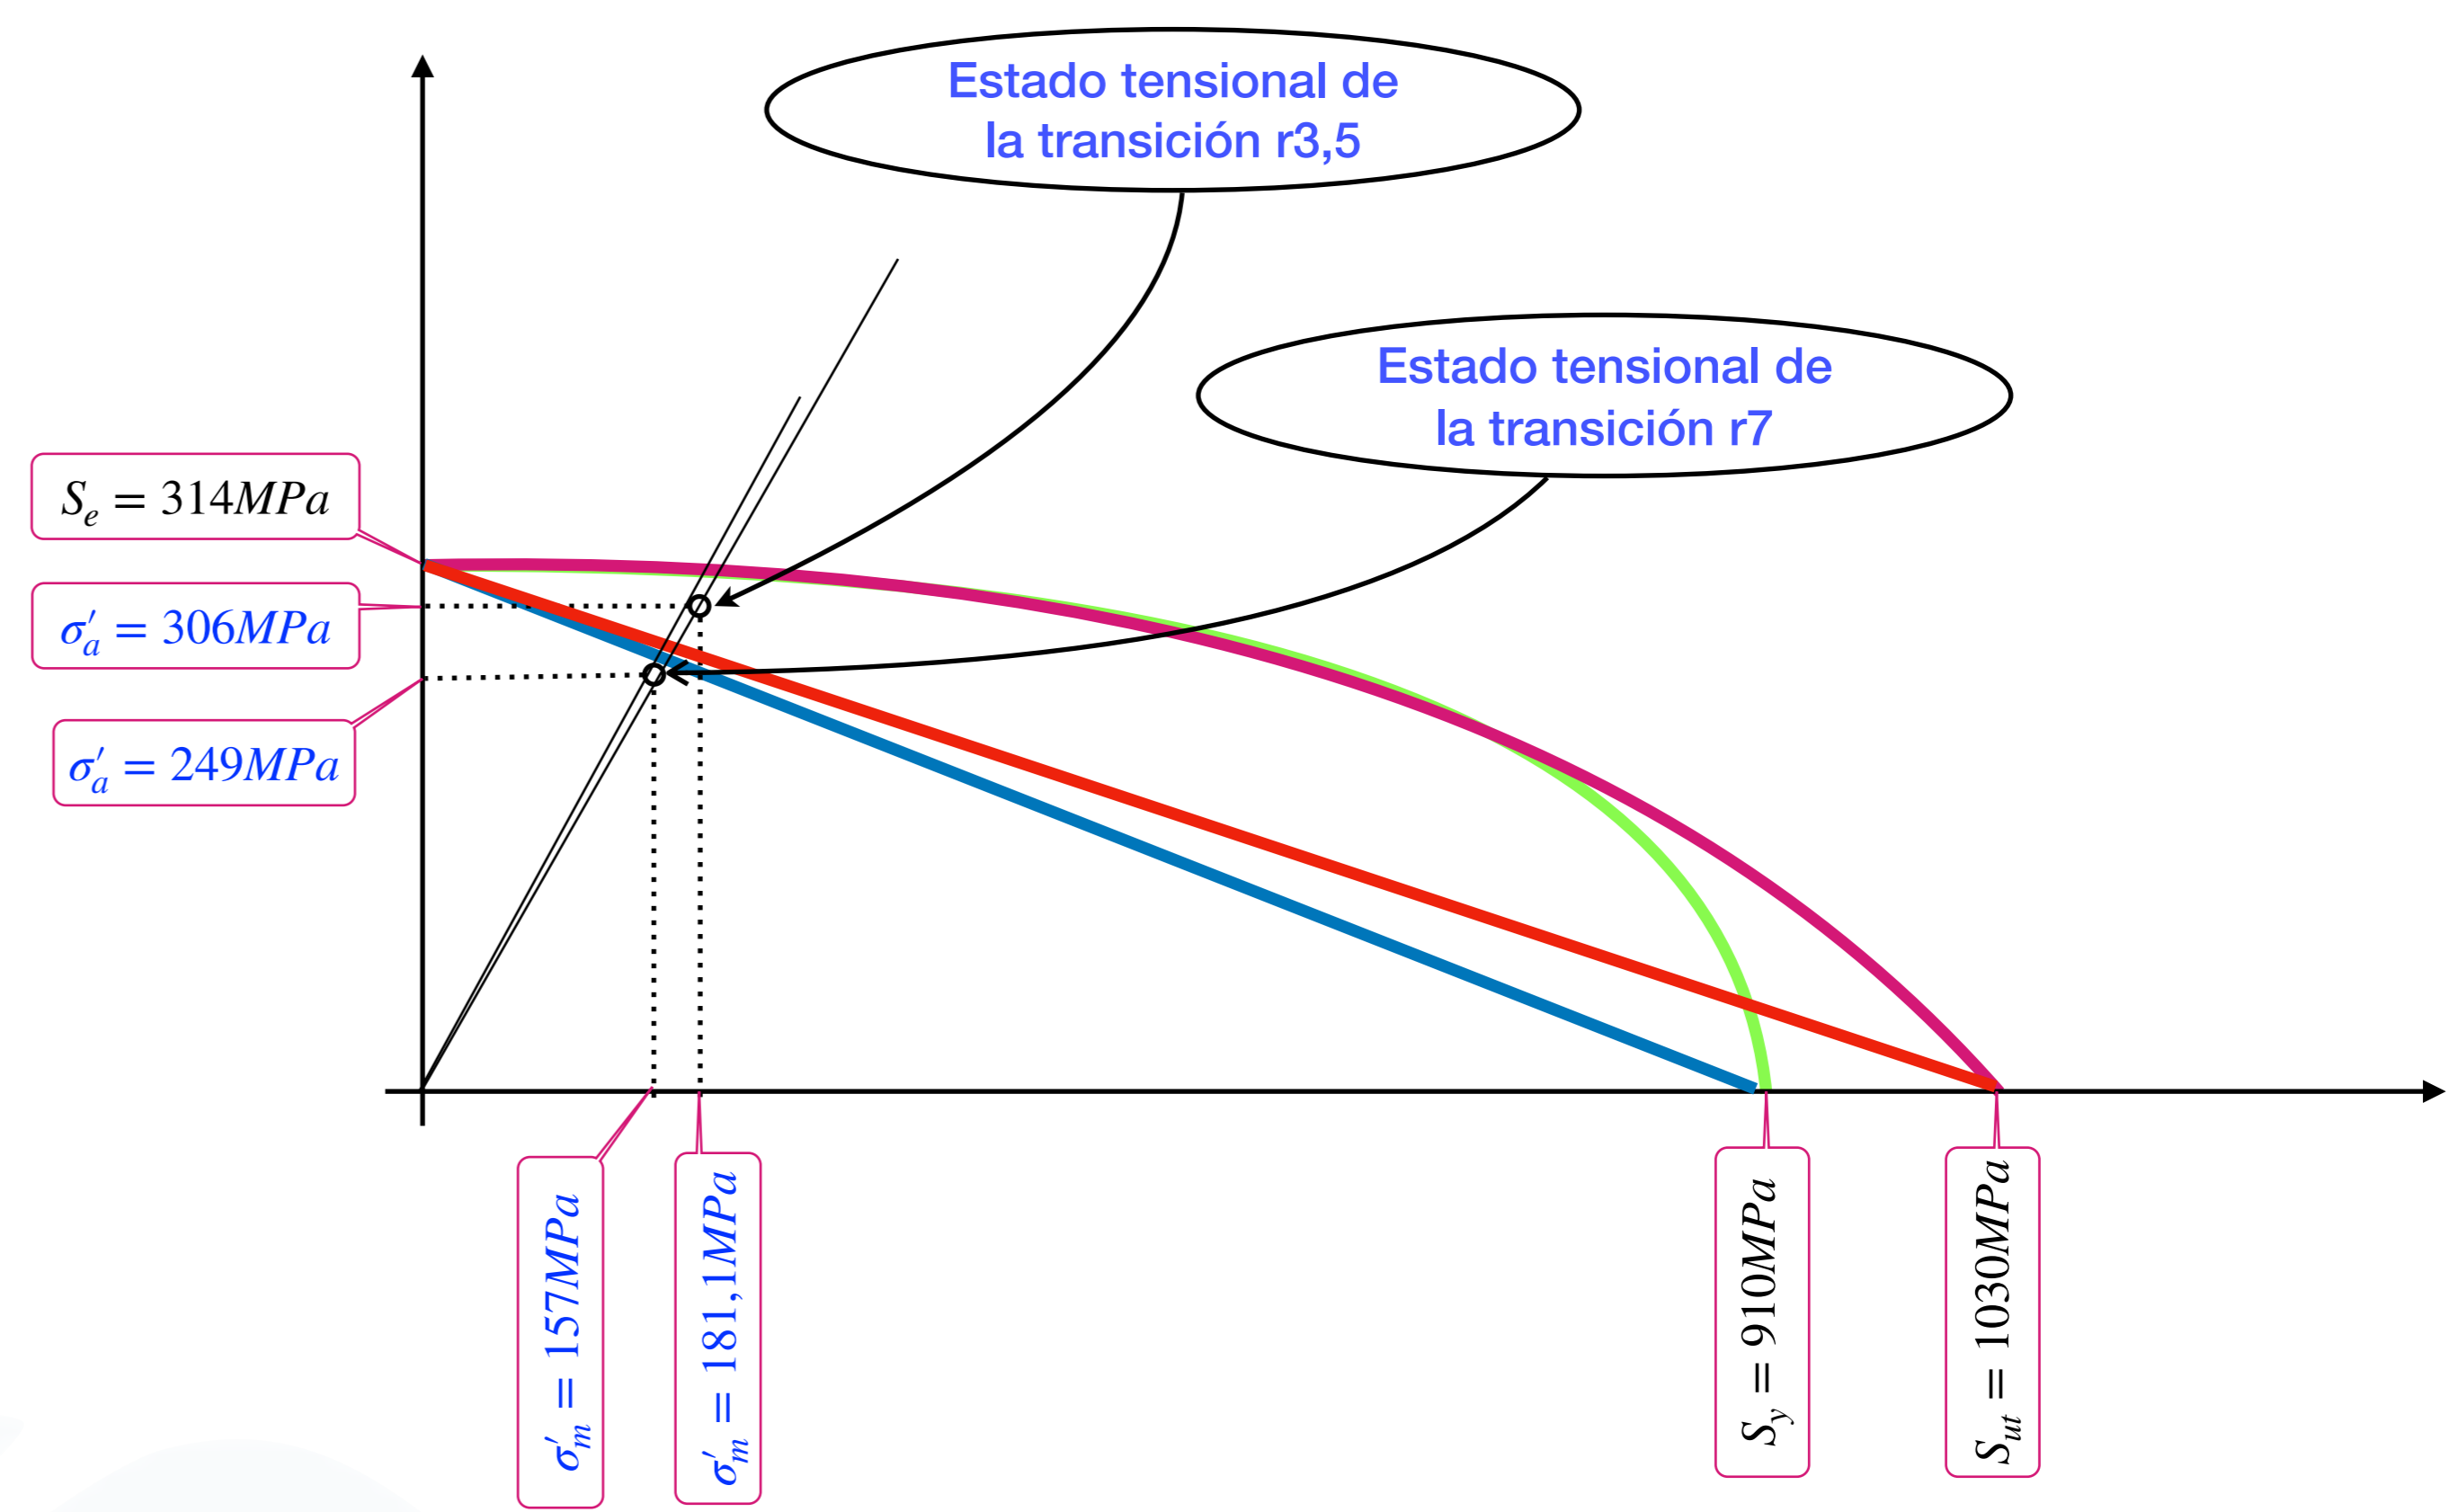 Estado tensional de
la transición r3,5
Estado tensional de
la transición r7
S_e = 314MPa
σ′_a = 306MPa
σ′_a = 249MPa
σ′_m = 157MPa
σ′_m = 181,1MPa
S_y = 910MPa
S_ut = 1030MPa